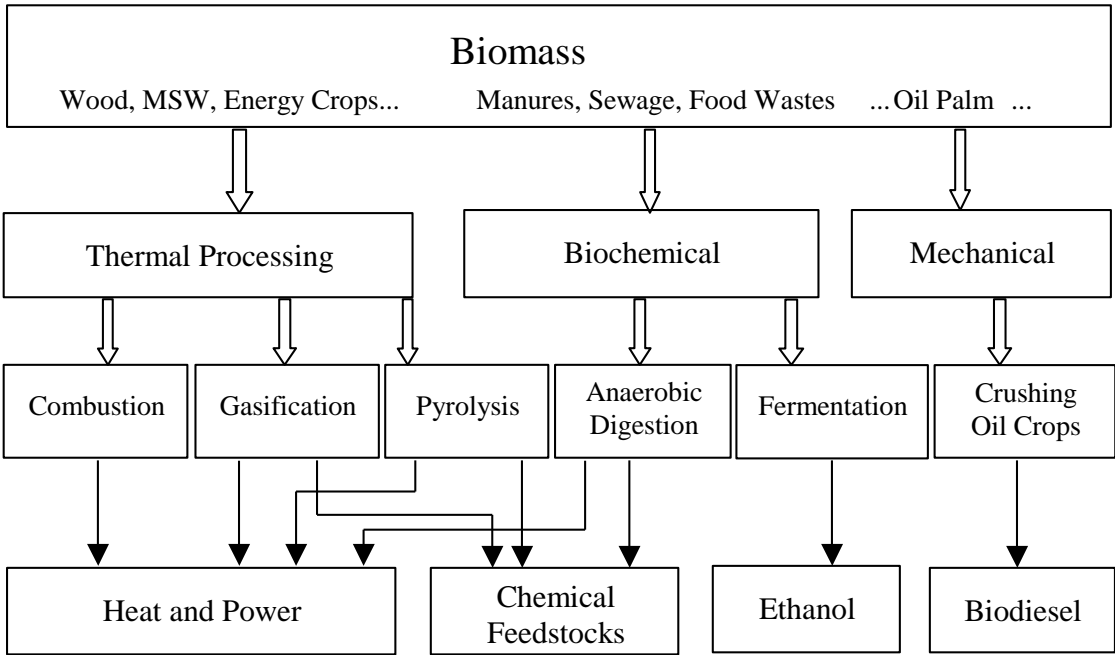 Biomass
Wood, MSW, Energy Crops... Manures, Sewage, Food Wastes ...Oil Palm ...
Thermal Processing
Biochemical
Mechanical
Combustion
Gasification
Pyrolysis
Anaerobic
Digestion
Fermentation
Crushing
Oil Crops
Heat and Power
Chemical
Feedstocks
Ethanol
Biodiesel